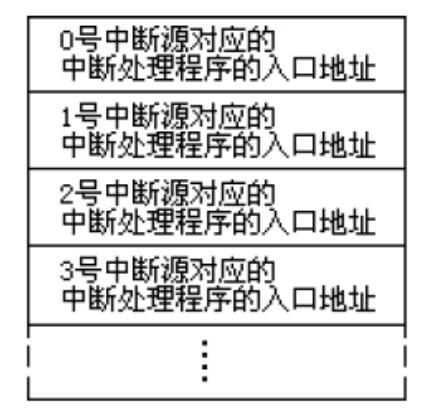 0号中断源对应的
中断处理程序的入口地址
1号中断源对应的
中断处理程序的入口地址
2号中断源对应的
中断处理程序的入口地址
3号中断源对应的
中断处理程序的入口地址
⋮